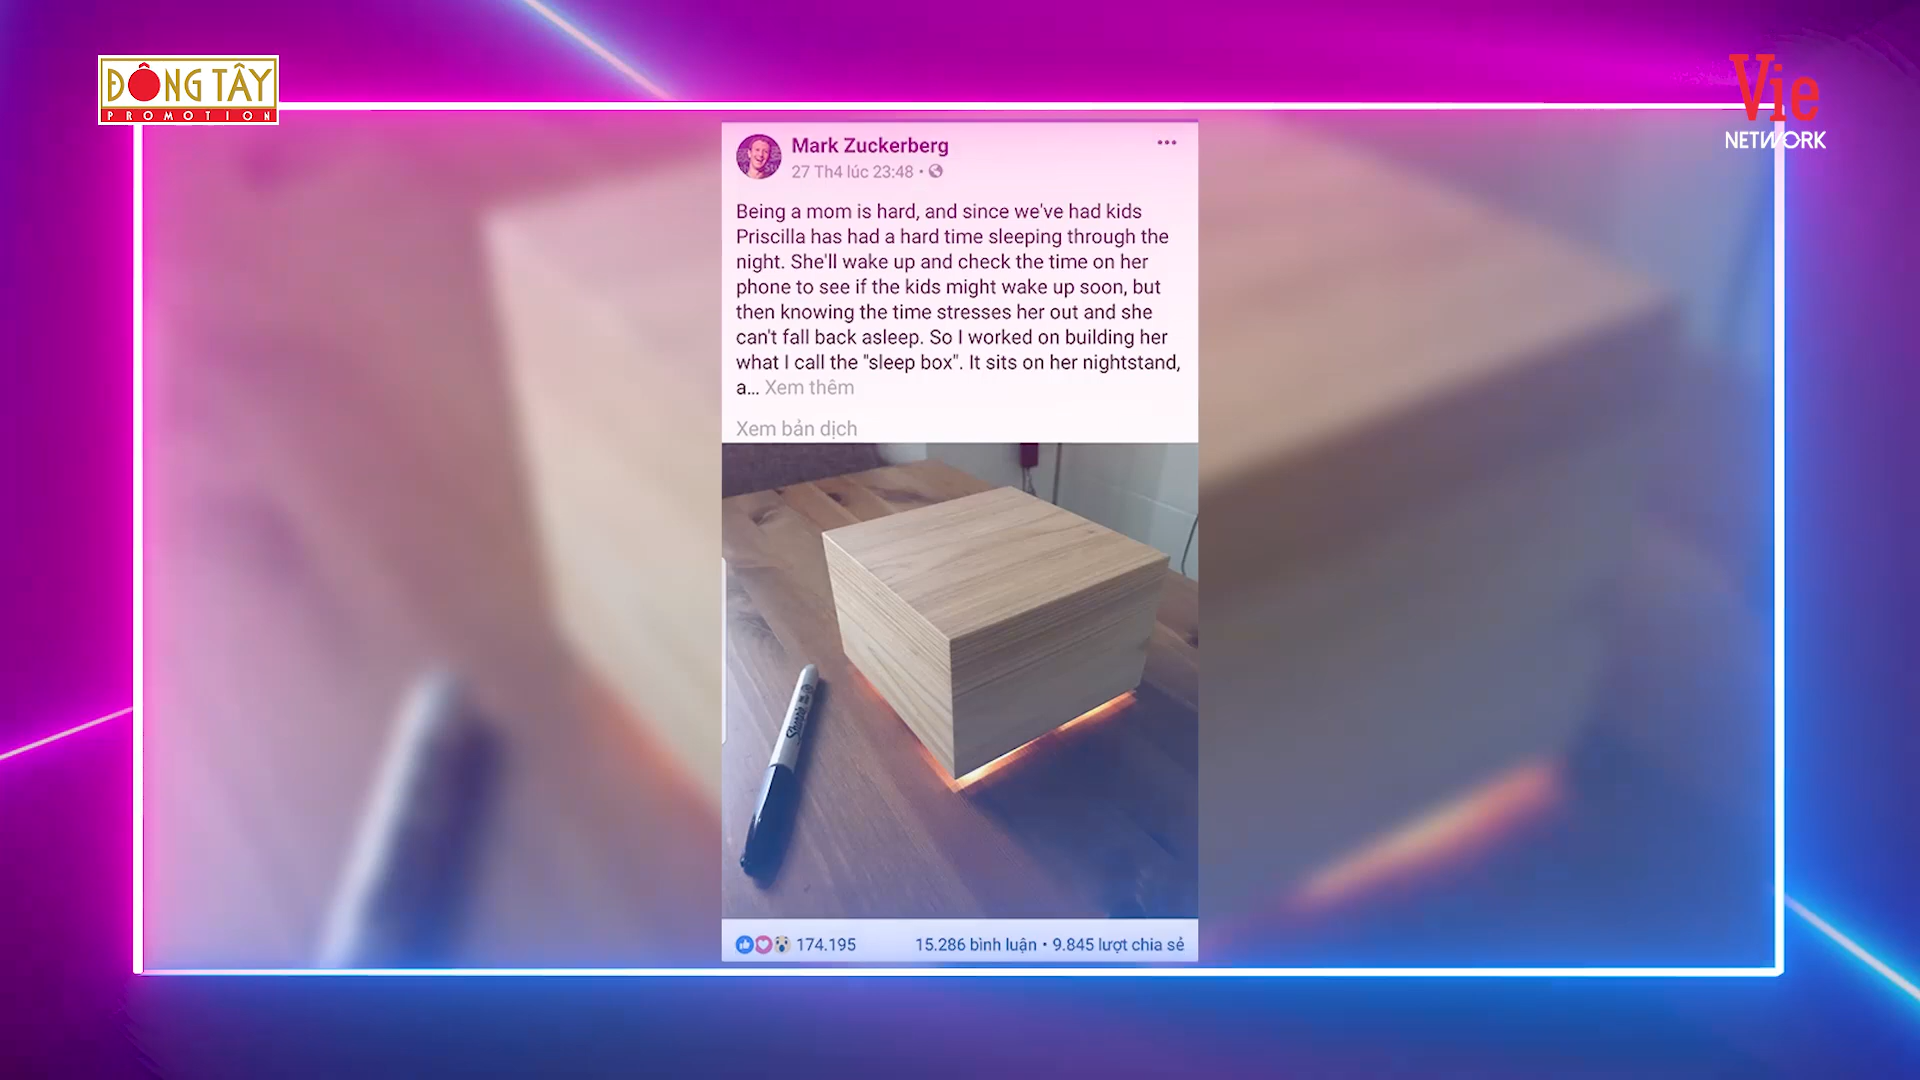 ĐÔNG TÂY
PROMOTION
Vie
NETWORK
Mark Zuckerberg
27 Th4 lúc 23:48 •
Being a mom is hard, and since we've had kids
Priscilla has had a hard time sleeping through the
night. She'll wake up and check the time on her
phone to see if the kids might wake up soon, but
then knowing the time stresses her out and she
can't fall back asleep. So I worked on building her
what I call the "sleep box". It sits on her nightstand,
a... Xem thêm
Xem bản dịch
Sharpie
174.195
15.286 bình luận • 9.845 lượt chia sẻ